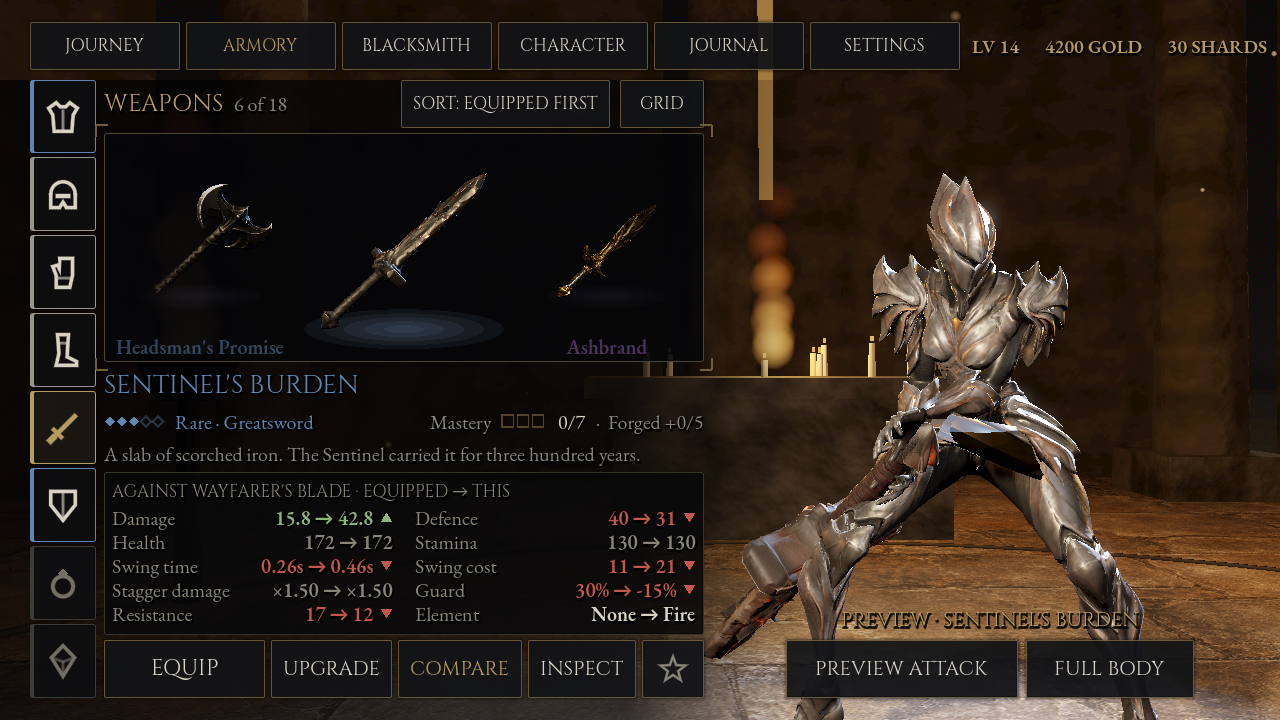 JOURNEY ARMORY BLACKSMITH CHARACTER JOURNAL SETTINGS LV 14 4200 GOLD 30 SHARDS
WEAPONS 6 of 18 SORT: EQUIPPED FIRST GRID
Headsman's Promise Ashbrand
SENTINEL'S BURDEN
Rare · Greatsword Mastery 0/7 · Forged +0/5
A slab of scorched iron. The Sentinel carried it for three hundred years.
AGAINST WAYFARER'S BLADE · EQUIPPED → THIS
Damage 15.8 → 42.8 ▲ Defence 40 → 31 ▼
Health 172 → 172 Stamina 130 → 130
Swing time 0.26s → 0.46s ▼ Swing cost 11 → 21 ▼
Stagger damage ×1.50 → ×1.50 Guard 30% → -15% ▼
Resistance 17 → 12 ▼ Element None → Fire
PREVIEW · SENTINEL'S BURDEN
EQUIP UPGRADE COMPARE INSPECT PREVIEW ATTACK FULL BODY